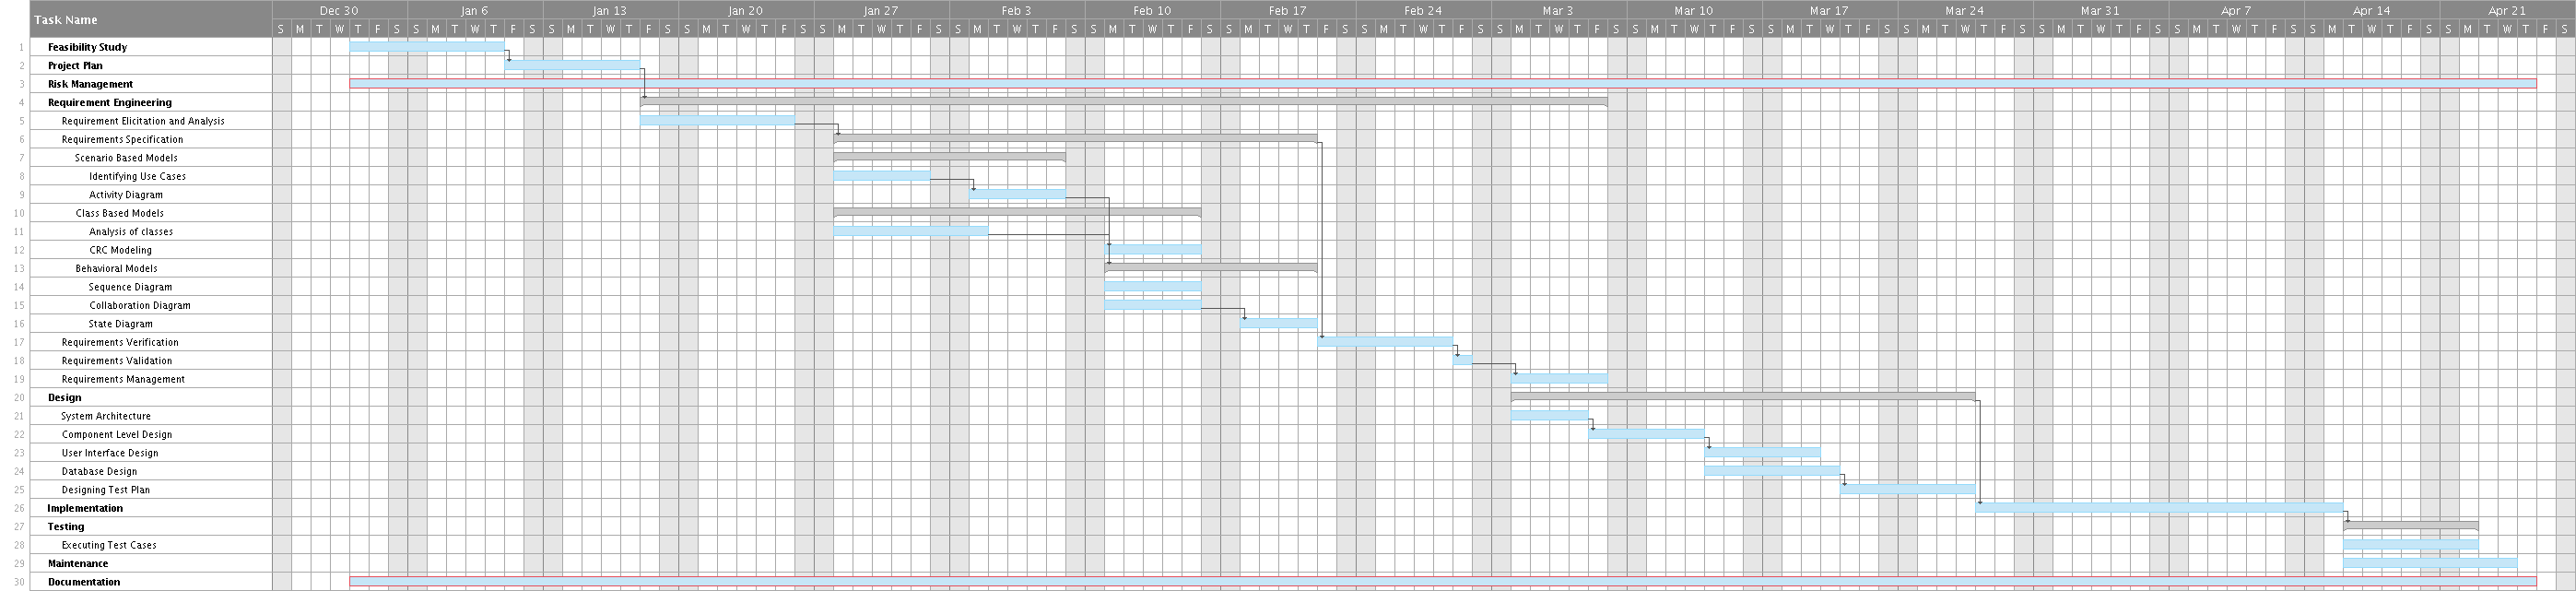 Task Name Dec 30 Jan 6 Jan 13 Jan 20 Jan 27 Feb 3 Feb 10 Feb 17 Feb 24 Mar 3 Mar 10 Mar 17 Mar 24 Mar 31 Apr 7 Apr 14 Apr 21
S M T W T F S S M T W T F S S M T W T F S S M T W T F S S M T W T F S S M T W T F S S M T W T F S S M T W T F S S M T W T F S S M T W T F S S M T W T F S S M T W T F S S M T W T F S S M T W T F S S M T W T F S S M T W T F S S M T W T F S
1 Feasibility Study
2 Project Plan
3 Risk Management
4 Requirement Engineering
5 Requirement Elicitation and Analysis
6 Requirements Specification
7 Scenario Based Models
8 Identifying Use Cases
9 Activity Diagram
10 Class Based Models
11 Analysis of classes
12 CRC Modeling
13 Behavioral Models
14 Sequence Diagram
15 Collaboration Diagram
16 State Diagram
17 Requirements Verification
18 Requirements Validation
19 Requirements Management
20 Design
21 System Architecture
22 Component Level Design
23 User Interface Design
24 Database Design
25 Designing Test Plan
26 Implementation
27 Testing
28 Executing Test Cases
29 Maintenance
30 Documentation